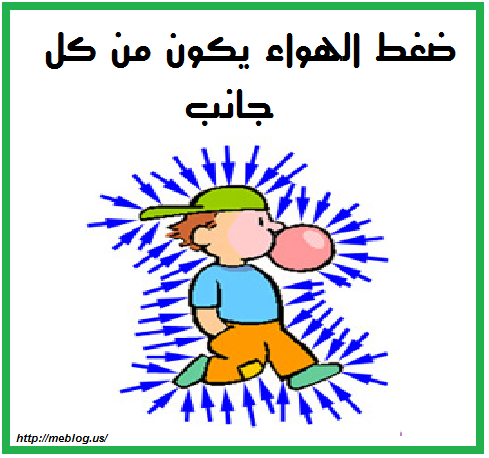 ضغط الهواء يكون من كل
جانب
http://meblog.us/